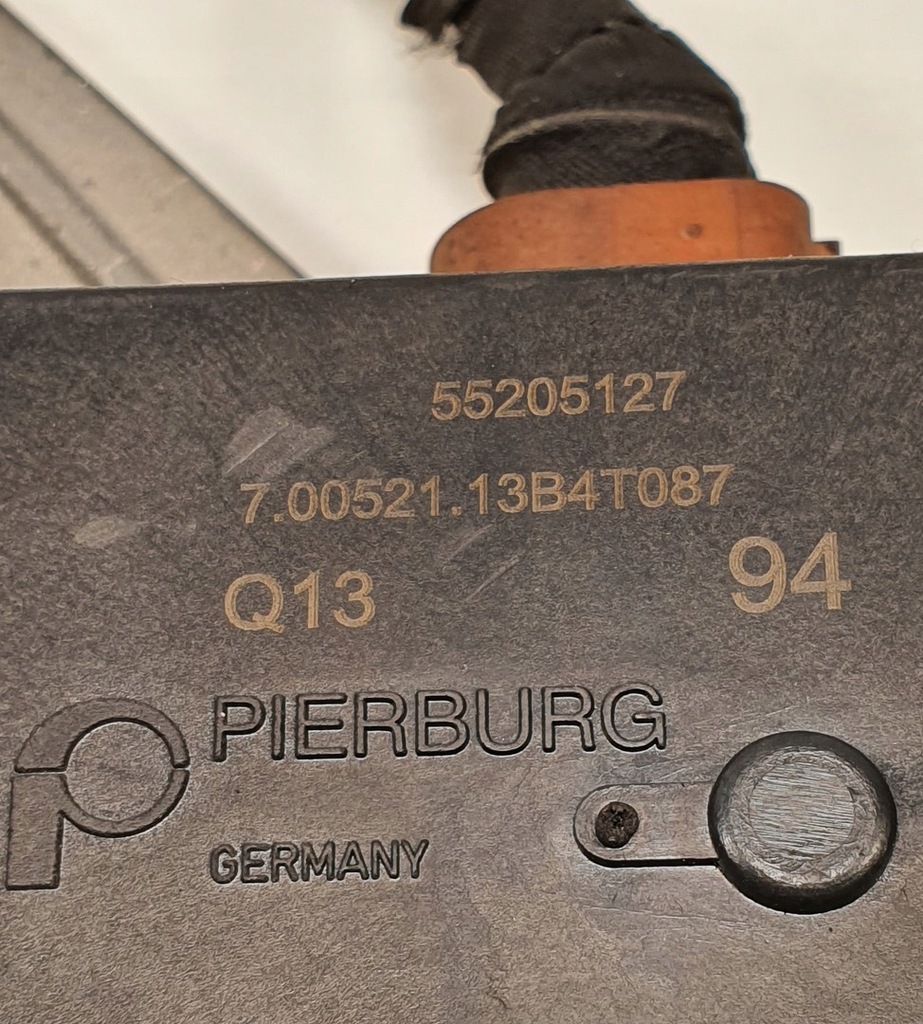 55205127
7.00521.13B4T087
Q13
94
PIERBURG
GERMANY